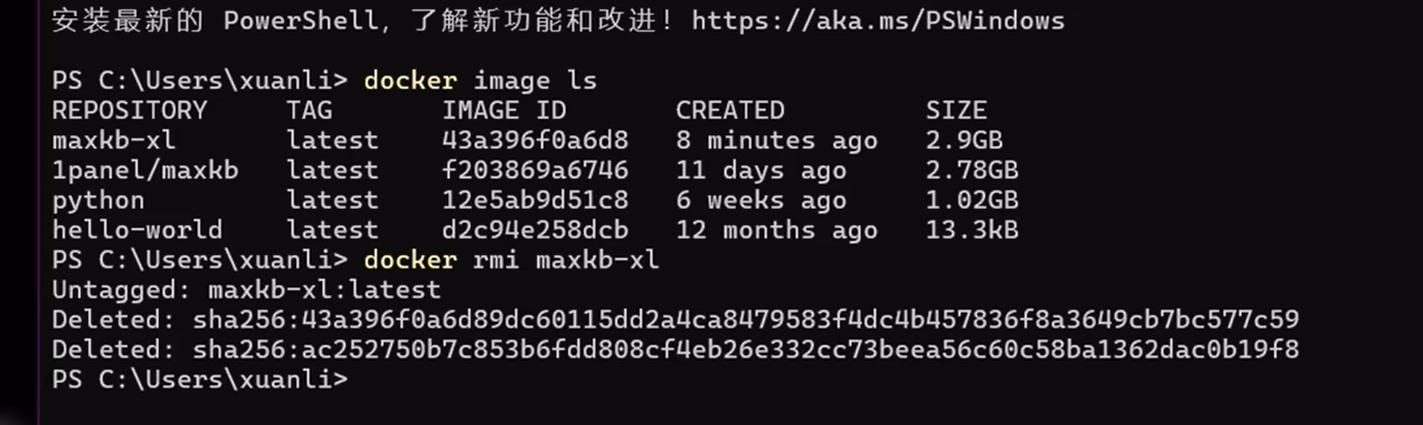 安装最新的 PowerShell，了解新功能和改进！https://aka.ms/PSWindows
PS C:\Users\xuanli> docker image ls
REPOSITORY     TAG       IMAGE ID       CREATED         SIZE
maxkb-xl       latest    43a396f0a6d8   8 minutes ago   2.9GB
1panel/maxkb   latest    f203869a6746   11 days ago     2.78GB
python         latest    12e5ab9d51c8   6 weeks ago     1.02GB
hello-world    latest    d2c94e258dcb   12 months ago   13.3kB
PS C:\Users\xuanli> docker rmi maxkb-xl
Untagged: maxkb-xl:latest
Deleted: sha256:43a396f0a6d89dc60115dd2a4ca8479583f4dc4b457836f8a3649cb7bc577c59
Deleted: sha256:ac252750b7c853b6fdd808cf4eb26e332cc73beea56c60c58ba1362dac0b19f8
PS C:\Users\xuanli>